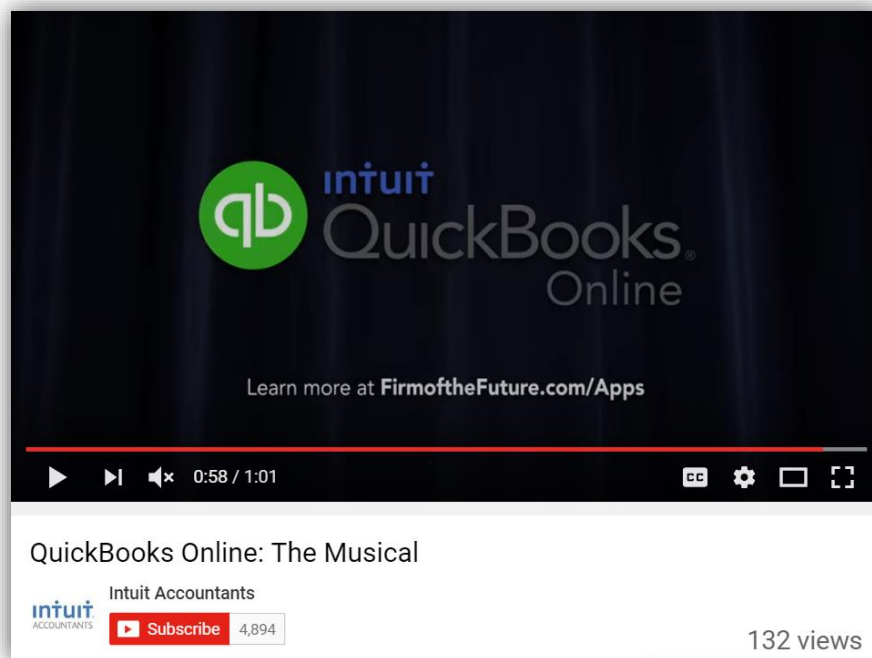 qb
intuit
QuickBooks®
Online
Learn more at FirmoftheFuture.com/Apps
0:58 / 1:01
CC
QuickBooks Online: The Musical
Intuit Accountants
intuit
ACCOUNTANTS
Subscribe 4,894
132 views